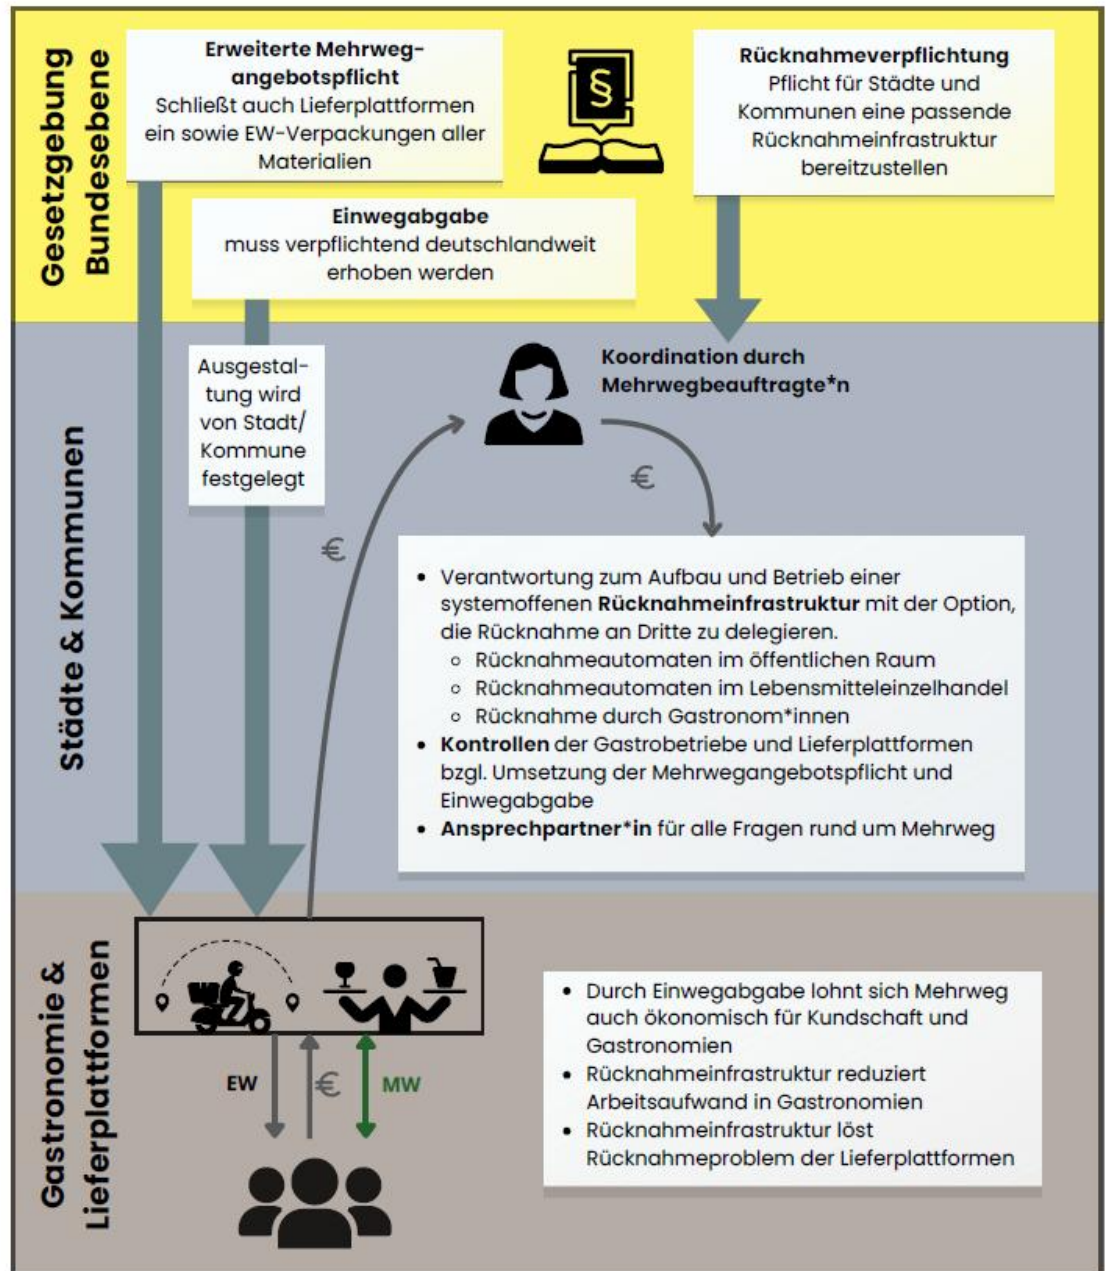 Gesetzgebung
Bundesebene
Erweiterte Mehrweg-
angebotspflicht
Schließt auch Lieferplattformen
ein sowie EW-Verpackungen aller
Materialien
§
Rücknahmeverpflichtung
Pflicht für Städte und
Kommunen eine passende
Rücknahmeinfrastruktur
bereitzustellen
Einwegabgabe
muss verpflichtend deutschlandweit
erhoben werden
Städte & Kommunen
Ausgestal-
tung wird
von Stadt/
Kommune
festgelegt
Koordination durch
Mehrwegbeauftragte*n
€
€
• Verantwortung zum Aufbau und Betrieb einer
systemoffenen Rücknahmeinfrastruktur mit der Option,
die Rücknahme an Dritte zu delegieren.
◦ Rücknahmeautomaten im öffentlichen Raum
◦ Rücknahmeautomaten im Lebensmitteleinzelhandel
◦ Rücknahme durch Gastronom*innen
• Kontrollen der Gastrobetriebe und Lieferplattformen
bzgl. Umsetzung der Mehrwegangebotspflicht und
Einwegabgabe
• Ansprechpartner*in für alle Fragen rund um Mehrweg
Gastronomie &
Lieferplattformen
EW
€
MW
• Durch Einwegabgabe lohnt sich Mehrweg
auch ökonomisch für Kundschaft und
Gastronomien
• Rücknahmeinfrastruktur reduziert
Arbeitsaufwand in Gastronomien
• Rücknahmeinfrastruktur löst
Rücknahmeproblem der Lieferplattformen